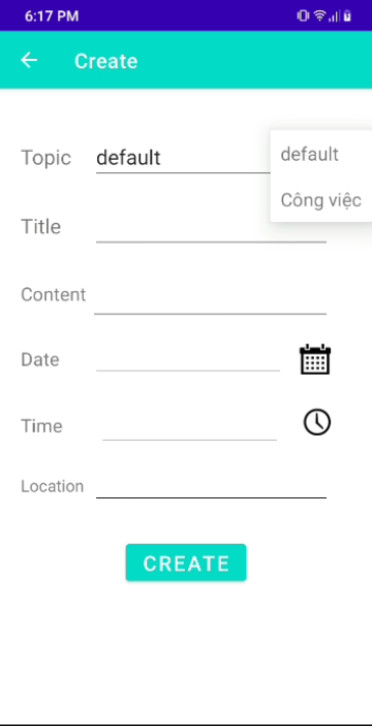 6:17 PM
Create
Topic default
default
Công việc
Title
Content
Date
Time
Location
CREATE